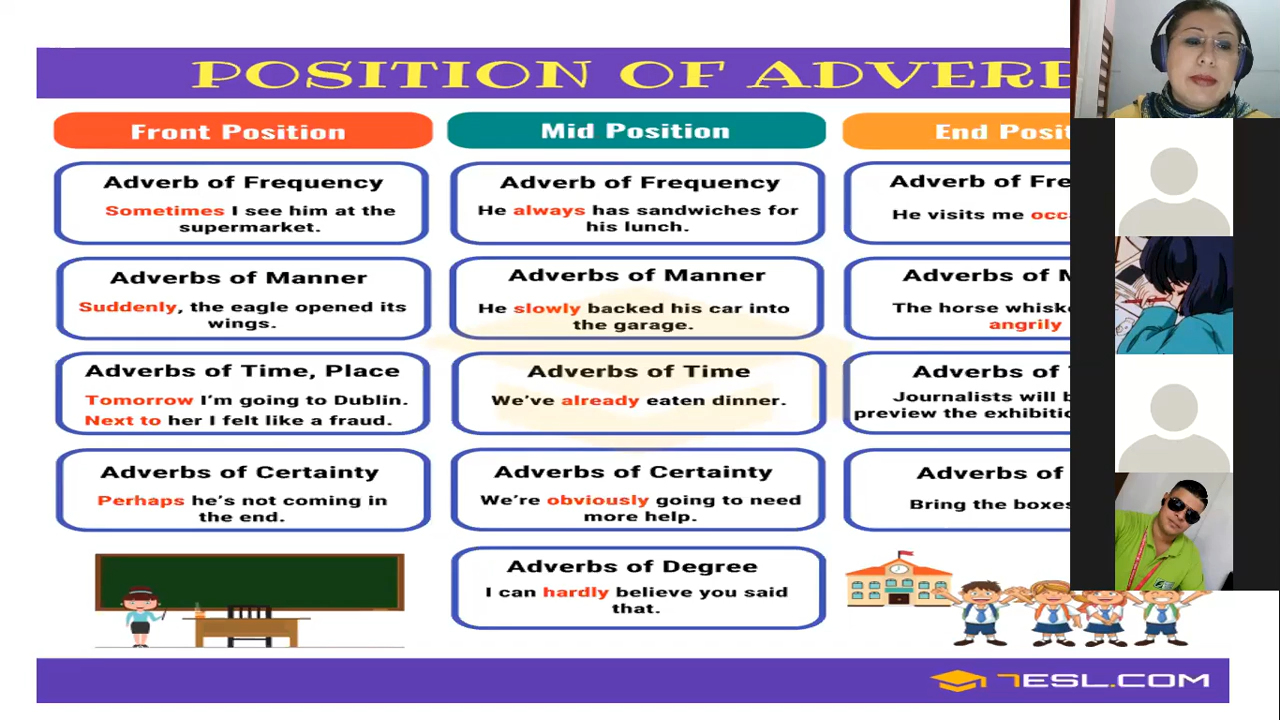 POSITION OF ADVERB
Front Position
Mid Position
End
Adverb of Frequency
Sometimes I see him at the
supermarket.
Adverb of Frequency
He always has sandwiches for
his lunch.
Adverb of
He visits me
Adverbs of Manner
Suddenly, the eagle opened its
wings.
Adverbs of Manner
He slowly backed his car into
the garage.
Adverbs of
The horse
angrily
Adverbs of Time, Place
Tomorrow I'm going to Dublin.
Next to her I felt like a fraud.
Adverbs of Time
We've already eaten dinner.
Adverbs of
Journalists will
preview the
Adverbs of Certainty
Perhaps he's not coming in
the end.
Adverbs of Certainty
We're obviously going to need
more help.
Adverbs of
Bring the boxes
Adverbs of Degree
I can hardly believe you said
that.
7ESL.COM